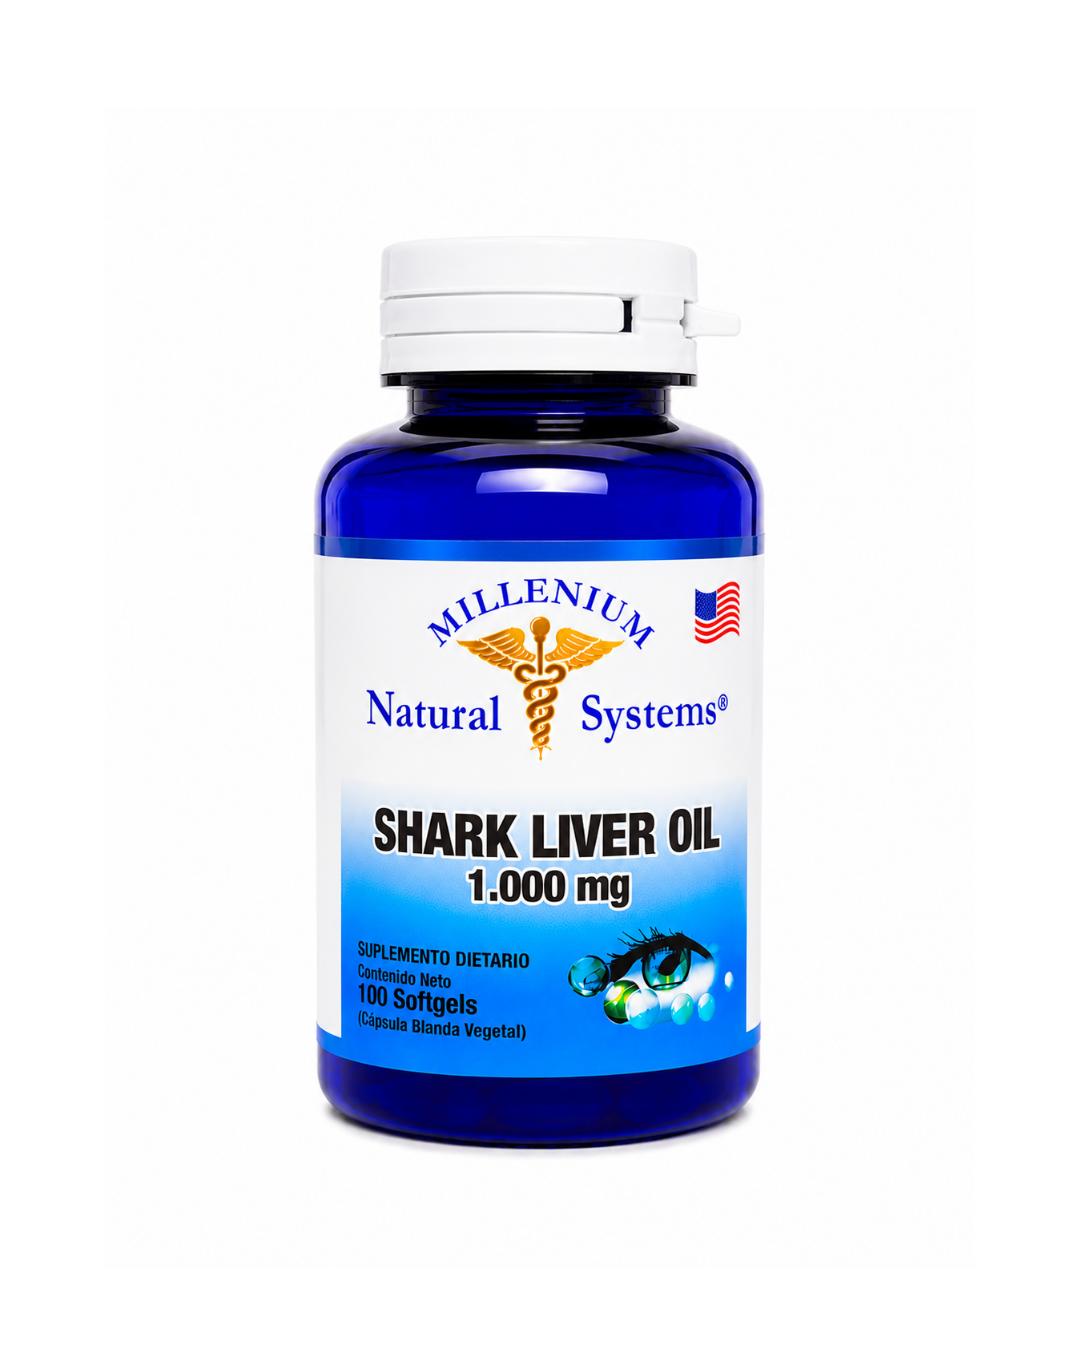 MILLENIUM
Natural Systems®
SHARK LIVER OIL
1.000 mg
SUPLEMENTO DIETARIO
Contenido Neto
100 Softgels
(Cápsula Blanda Vegetal)